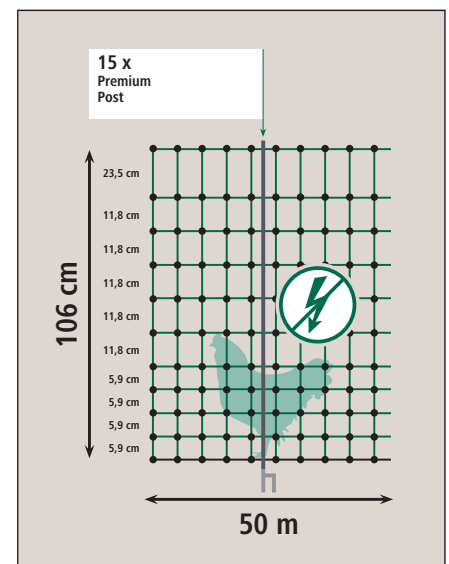 15 x
Premium
Post
23,5 cm
11,8 cm
11,8 cm
11,8 cm
11,8 cm
11,8 cm
5,9 cm
5,9 cm
5,9 cm
5,9 cm
106 cm
50 m